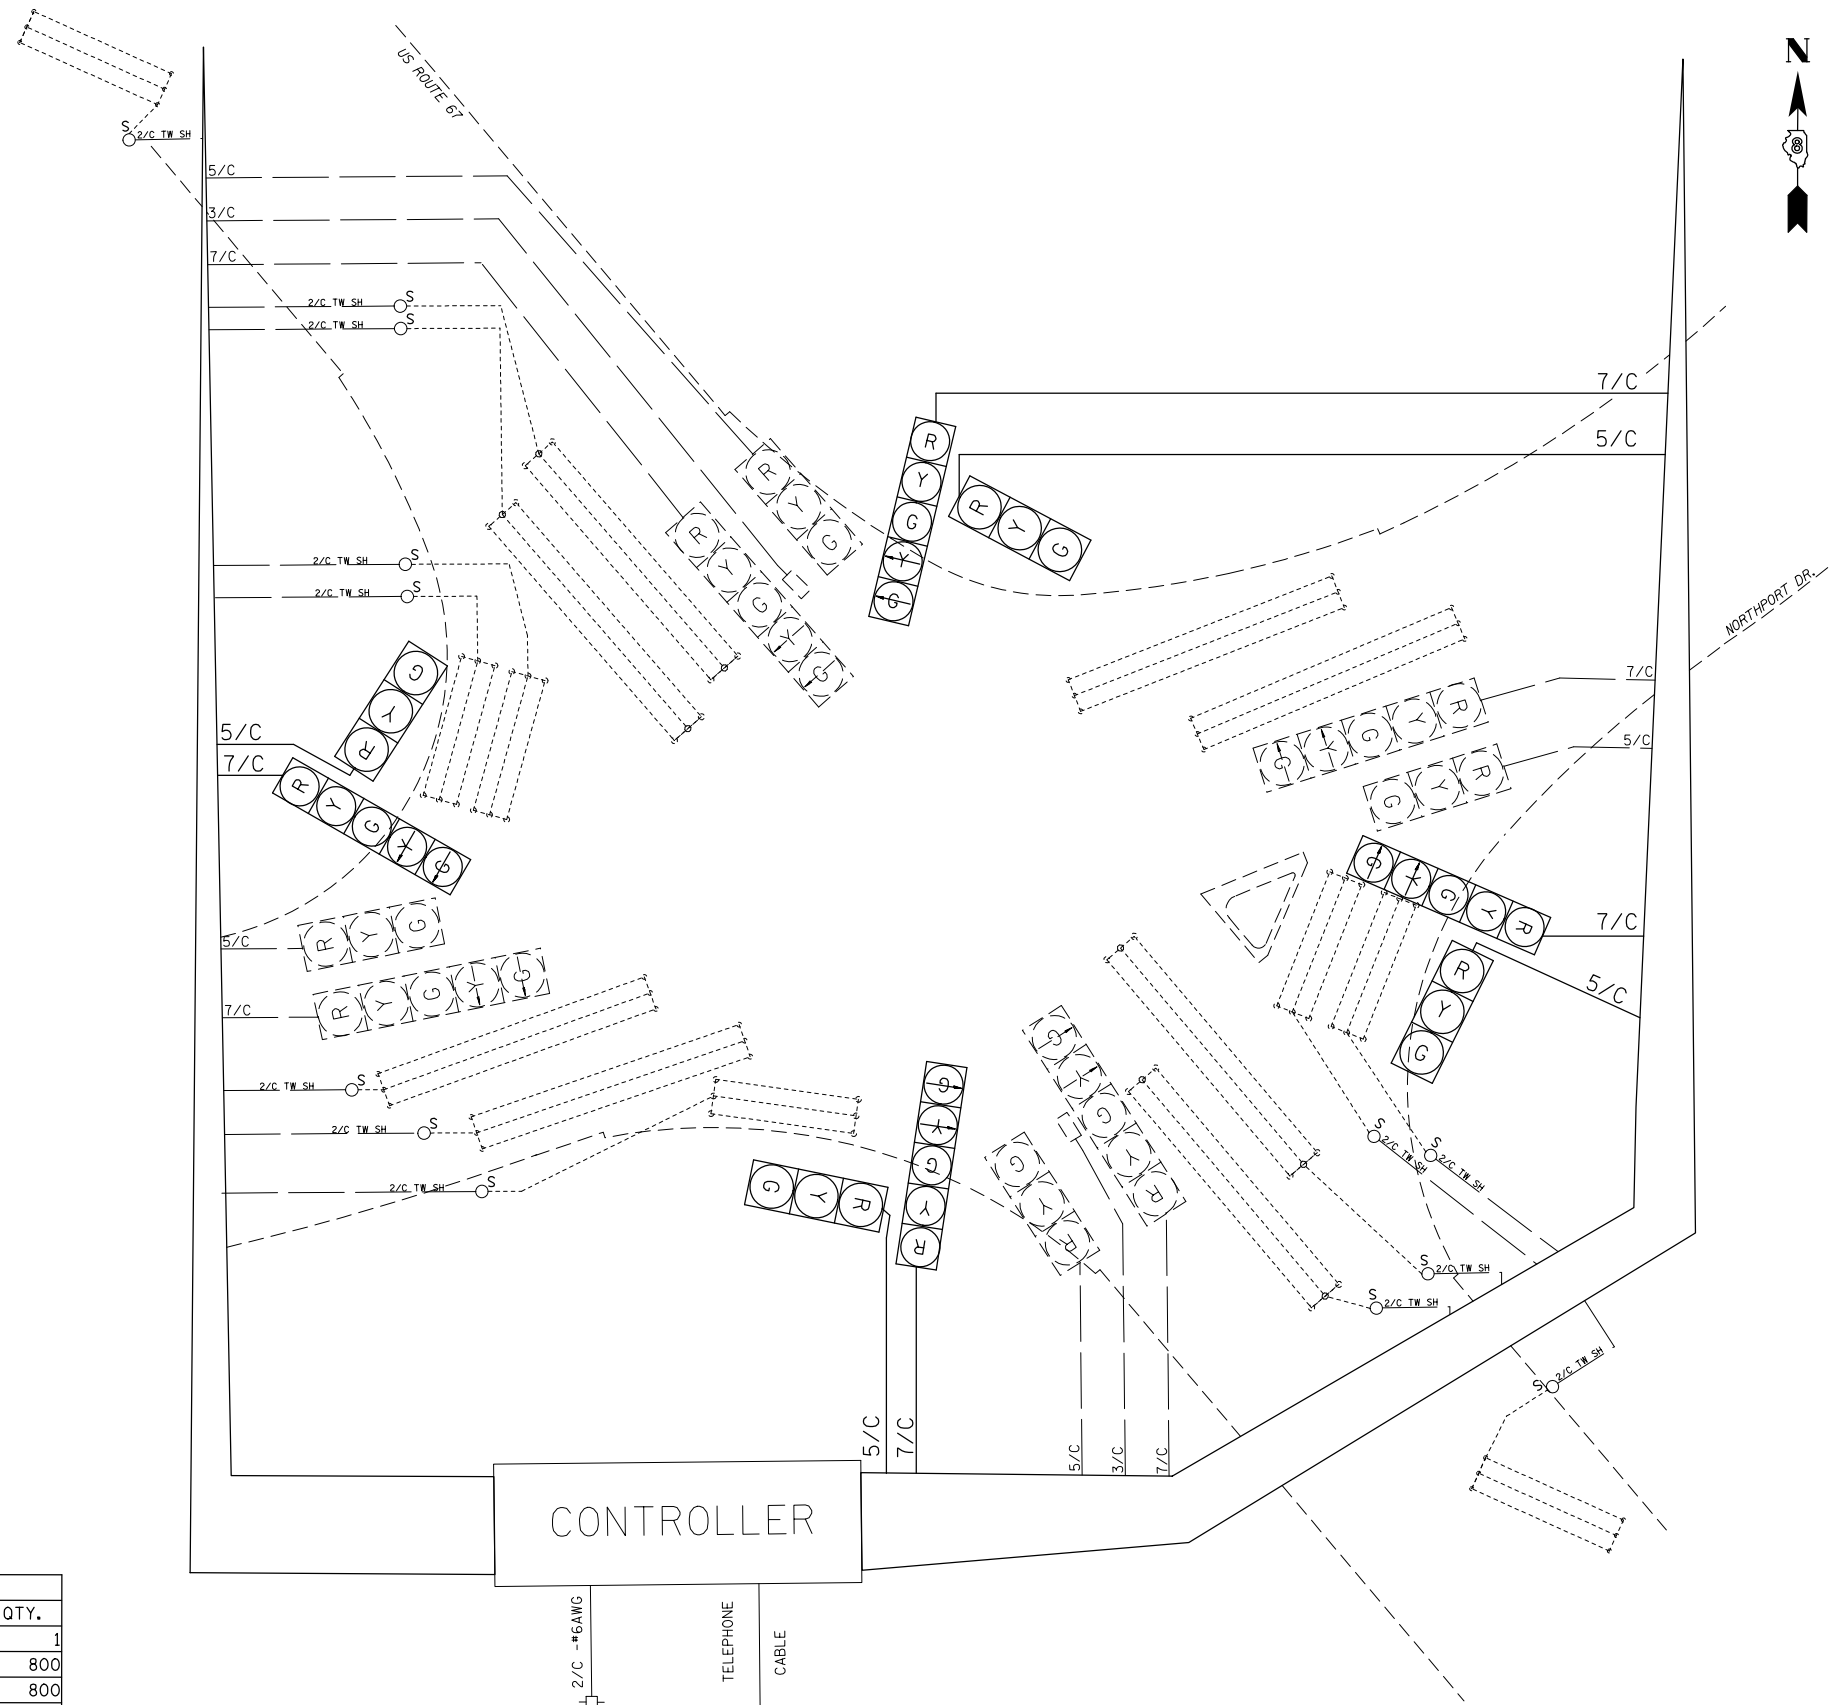 N
8
US ROUTE 67
S 2/C TW SH
5/C
3/C
7/C
2/C TW SH S
2/C TW SH S
7/C
5/C
R Y G
R
Y
G
Y
G
R Y G
R Y G Y G
2/C TW SH S
2/C TW SH S
NORTHPORT DR.
7/C
G Y G Y R
5/C
G Y R
G
Y
R
5/C
7/C
R Y G Y G
G Y G Y R
7/C
R
Y
G
5/C
5/C
R Y G
7/C
R Y G Y G
2/C TW SH S
2/C TW SH S
2/C TW SH S
G Y R
G
Y
G
Y
R
G Y G Y R
G Y R
S 2/C TW SH
S 2/C TW SH
S 2/C TW SH
S 2/C TW SH
S 2/C TW SH
5/C
7/C
5/C
3/C
7/C
CONTROLLER
2/C -#6AWG
TELEPHONE
CABLE
QTY.
1
800
800